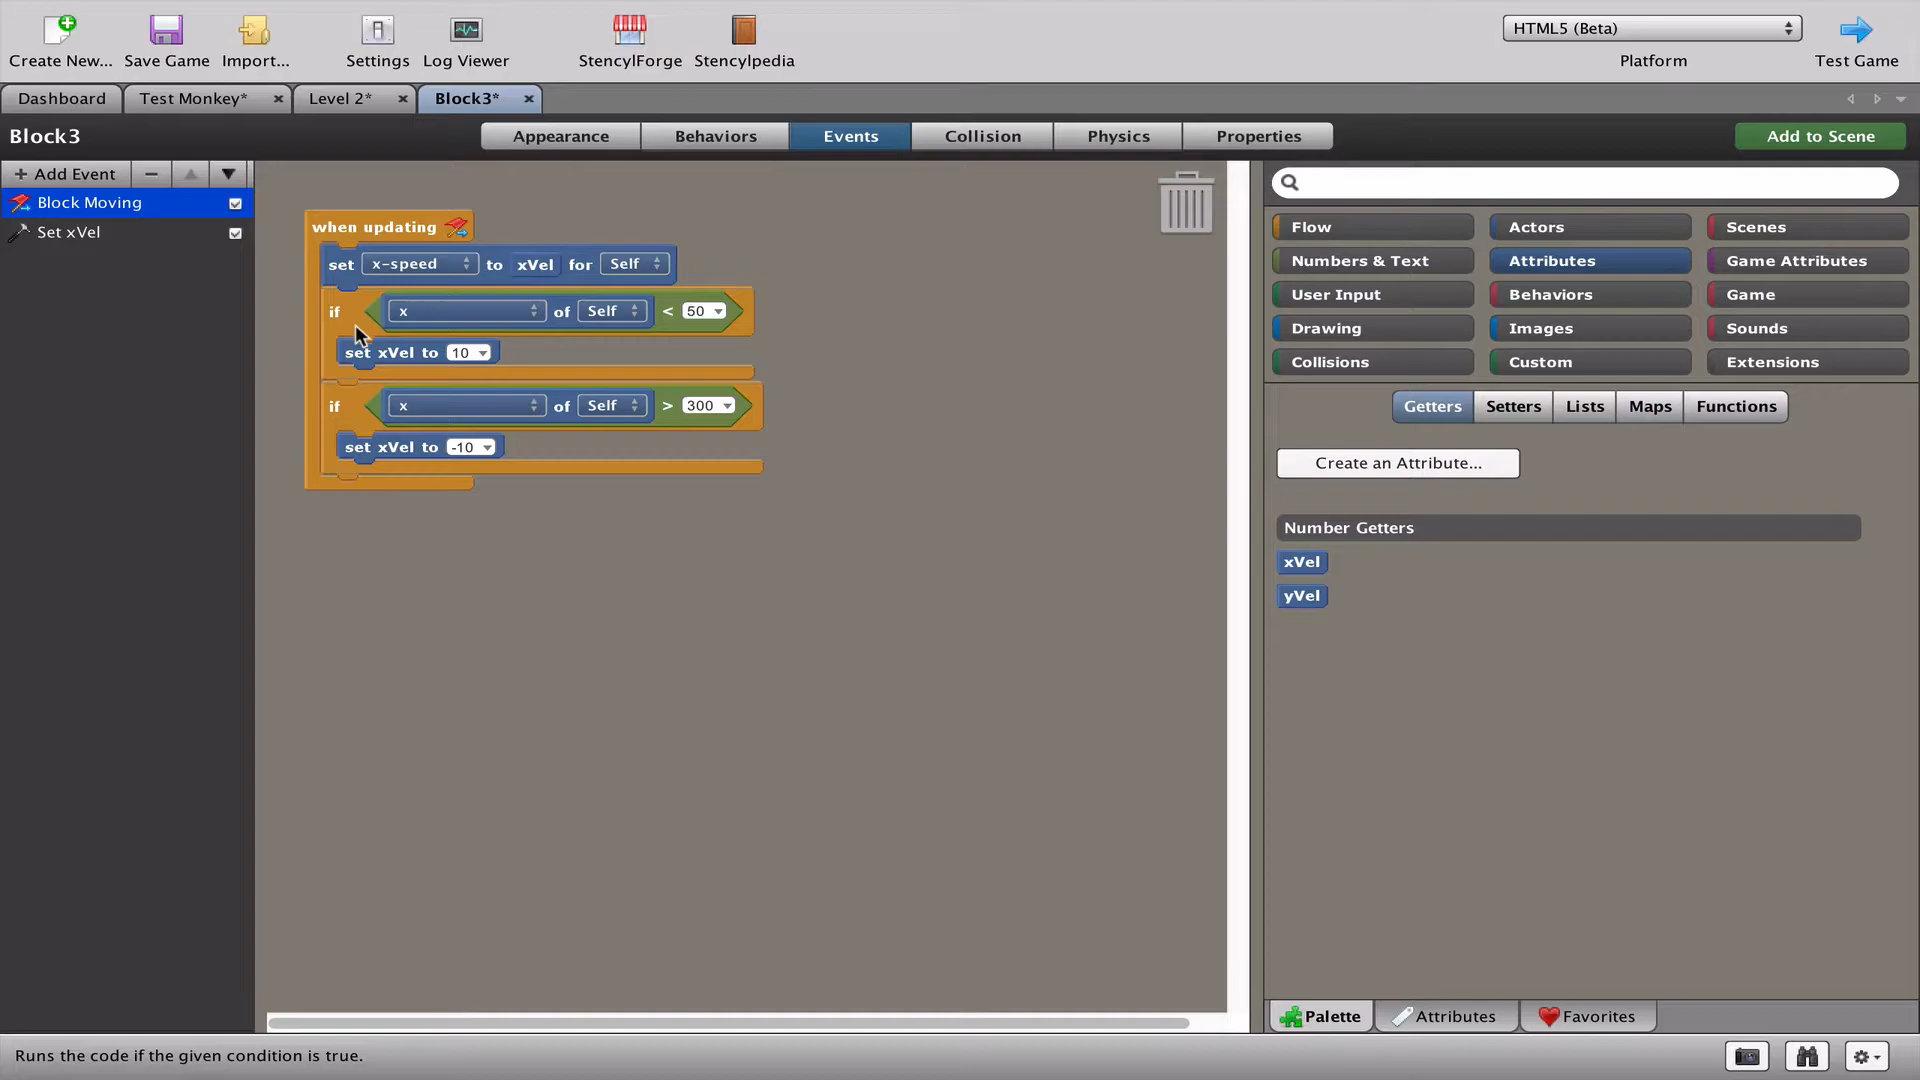 Create New... Save Game Import... Settings Log Viewer StencylForge Stencylpedia HTML5 (Beta) Platform Test Game
Dashboard Test Monkey* Level 2* Block3*
Block3 Appearance Behaviors Events Collision Physics Properties Add to Scene
+ Add Event
Block Moving
Set xVel
when updating
set x-speed to xVel for Self
if x of Self < 50
set xVel to 10
if x of Self > 300
set xVel to -10
Flow Actors Scenes
Numbers & Text Attributes Game Attributes
User Input Behaviors Game
Drawing Images Sounds
Collisions Custom Extensions
Getters Setters Lists Maps Functions
Create an Attribute...
Number Getters
xVel
yVel
Palette Attributes Favorites
Runs the code if the given condition is true.